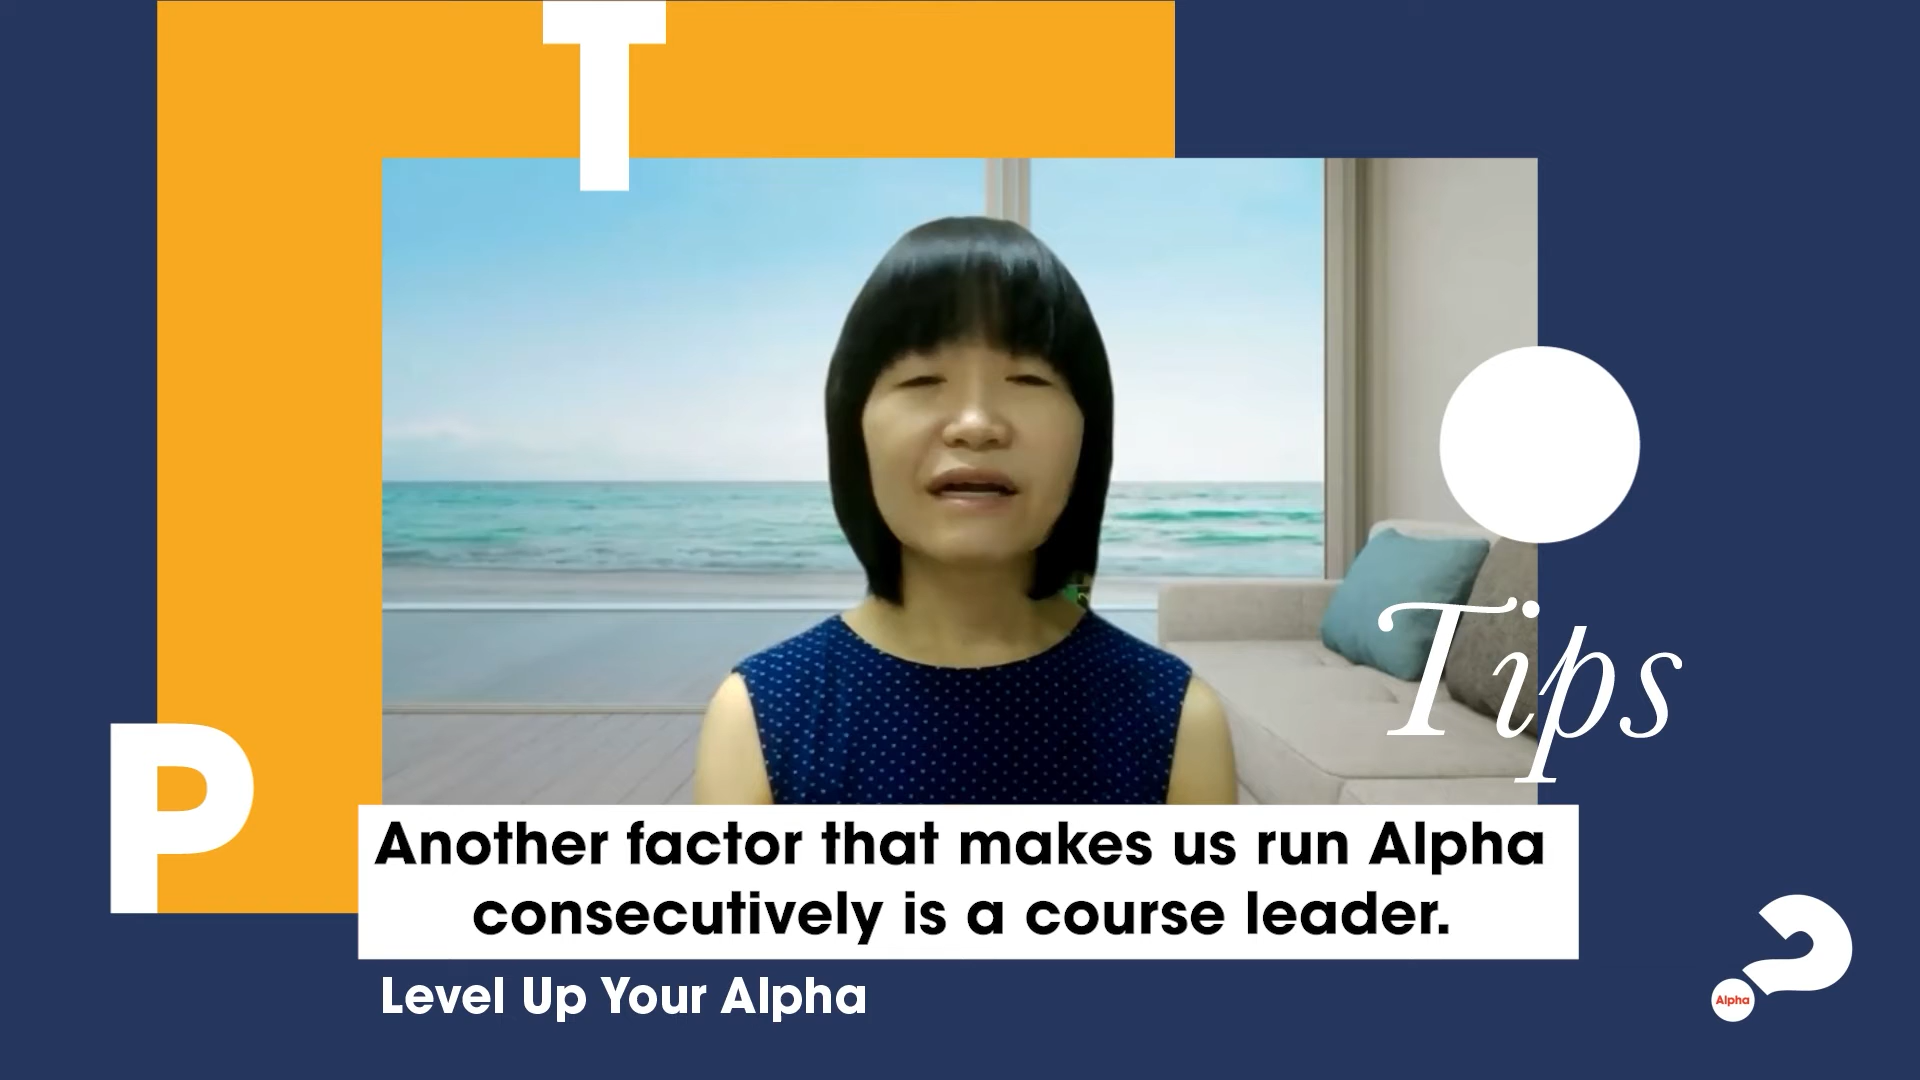 T
P
Tips
Another factor that makes us run Alpha
consecutively is a course leader.
Level Up Your Alpha
Alpha